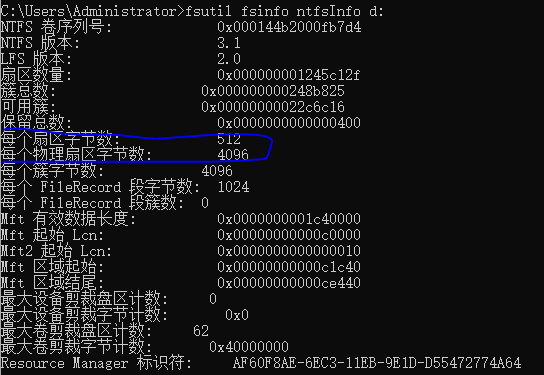 C:\Users\Administrator>fsutil fsinfo ntfsInfo d:
NTFS 卷序列号: 0x000144b2000fb7d4
NTFS 版本: 3.1
LFS 版本: 2.0
扇区数量: 0x000000001245c12f
簇总数: 0x000000000248b825
可用簇: 0x00000000022c6c16
保留总数: 0x0000000000000400
每个扇区字节数: 512
每个物理扇区字节数: 4096
每个簇字节数: 4096
每个 FileRecord 段字节数: 1024
每个 FileRecord 段簇数: 0
Mft 有效数据长度: 0x0000000001c40000
Mft 起始 Lcn: 0x00000000000c0000
Mft2 起始 Lcn: 0x0000000000000010
Mft 区域起始: 0x00000000000c1c40
Mft 区域结尾: 0x00000000000ce440
最大设备剪裁盘区计数: 0
最大设备剪裁字节计数: 0x0
最大卷剪裁盘区计数: 62
最大卷剪裁字节计数: 0x40000000
Resource Manager 标识符: AF60F8AE-6EC3-11EB-9E1D-D55472774A64